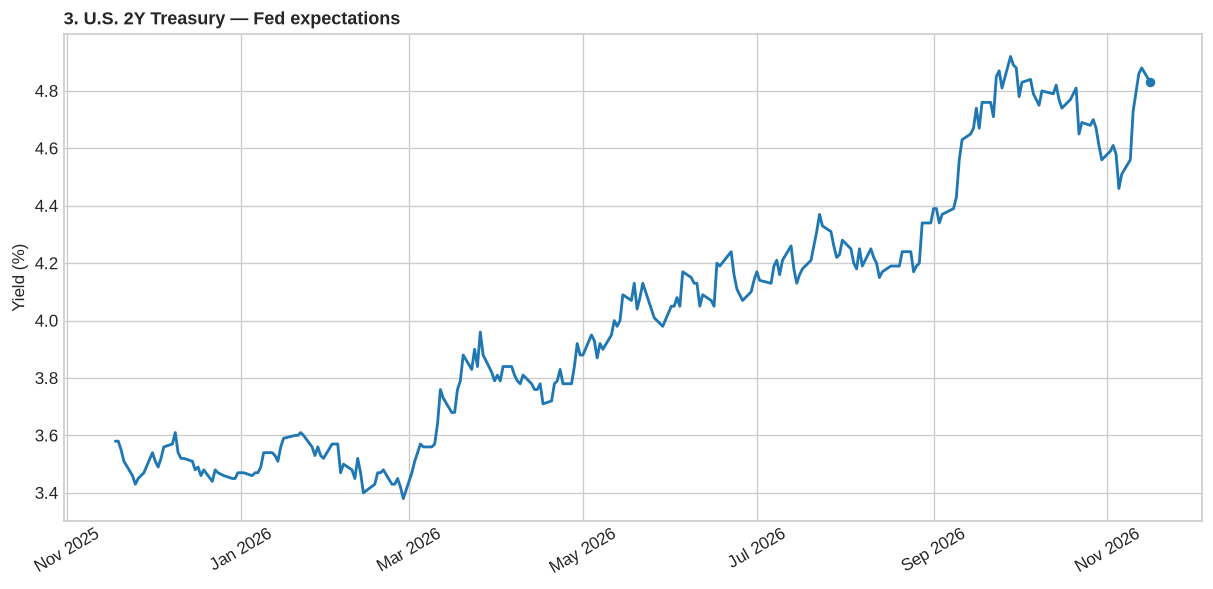 3. U.S. 2Y Treasury — Fed expectations
Yield (%)
4.8
4.6
4.4
4.2
4.0
3.8
3.6
3.4
Nov 2025
Jan 2026
Mar 2026
May 2026
Jul 2026
Sep 2026
Nov 2026